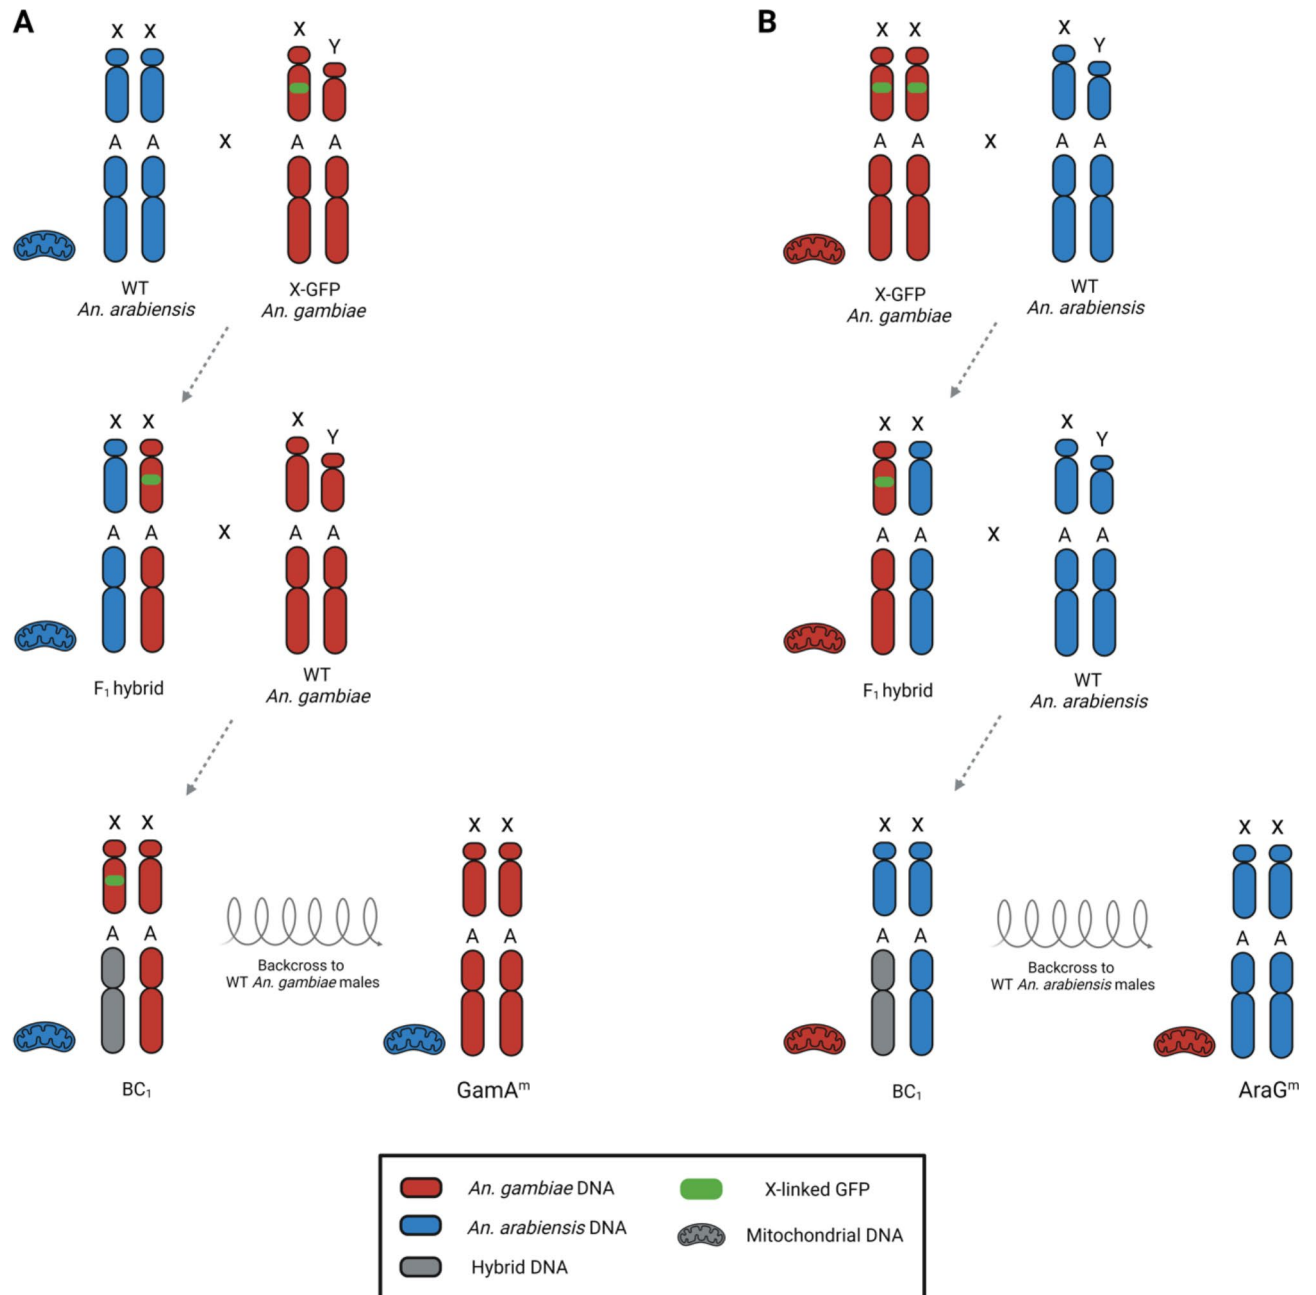 A
X X
X
Y
A A
X
A A
WT
An. arabiensis
X-GFP
An. gambiae
X X
X
Y
A A
X
A A
F1 hybrid
WT
An. gambiae
X X
A A
Backcross to
WT An. gambiae males
BC1
X X
A A
GamAm
B
X X
X
Y
A A
X
A A
X-GFP
An. gambiae
WT
An. arabiensis
X X
X
Y
A A
X
A A
F1 hybrid
WT
An. arabiensis
X X
A A
Backcross to
WT An. arabiensis males
BC1
X X
A A
AraGm
An. gambiae DNA
An. arabiensis DNA
Hybrid DNA
X-linked GFP
Mitochondrial DNA